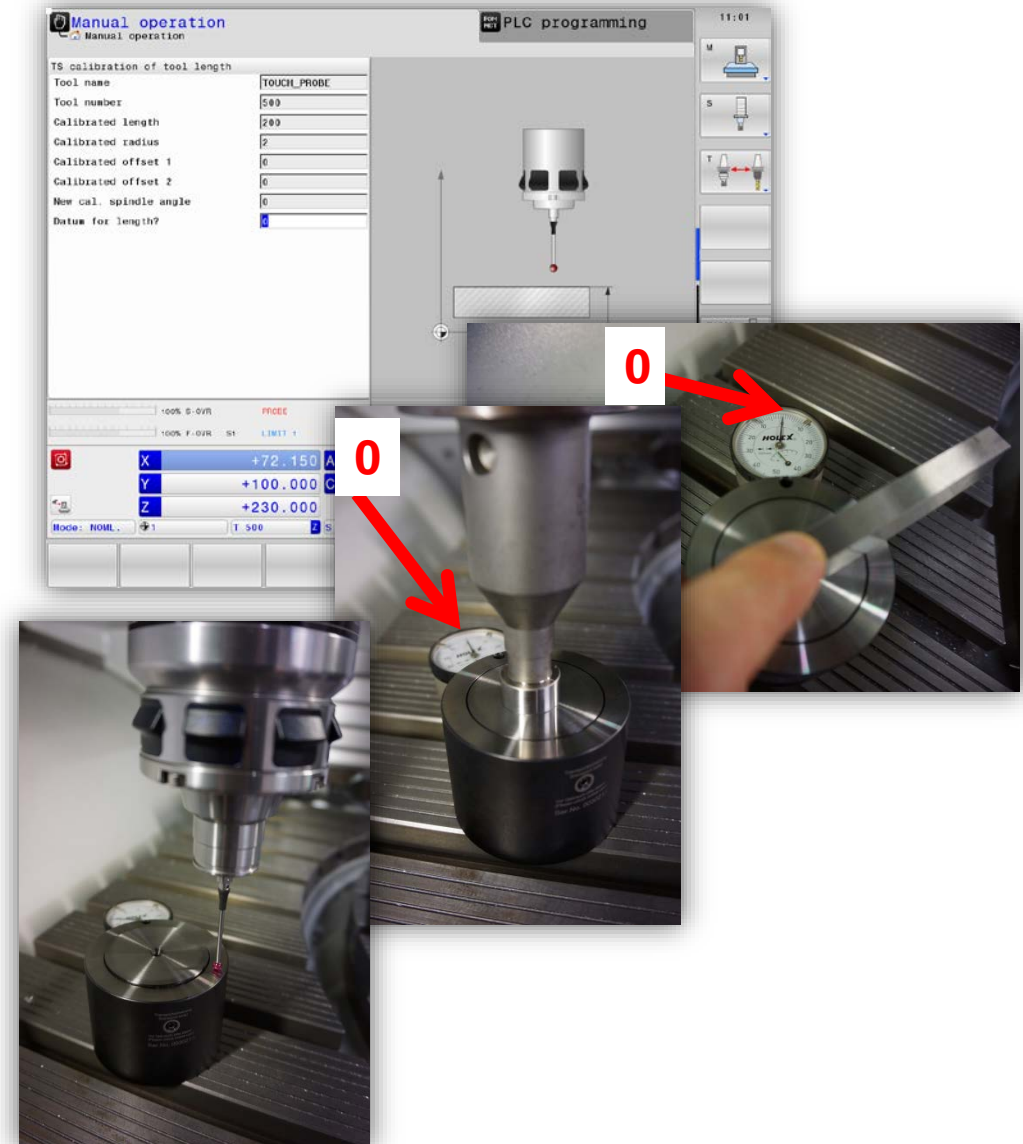 Manual operation
Manual operation
PLC programming
11:01
TS calibration of tool length
Tool name TOUCH_PROBE
Tool number 500
Calibrated length 200
Calibrated radius 2
Calibrated offset 1 0
Calibrated offset 2 0
New cal. spindle angle 0
Datum for length? 0
M
S
T
100% S-OVR PROBE
100% F-OVR S1 LIMIT 1
X +72.150 A
Y +100.000 C
Z +230.000
Mode: NOML. 1 T 500 Z S
0
HOLEX
0